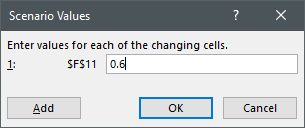 Scenario Values ? ×
Enter values for each of the changing cells.
1: $F$11 0.6
Add OK Cancel